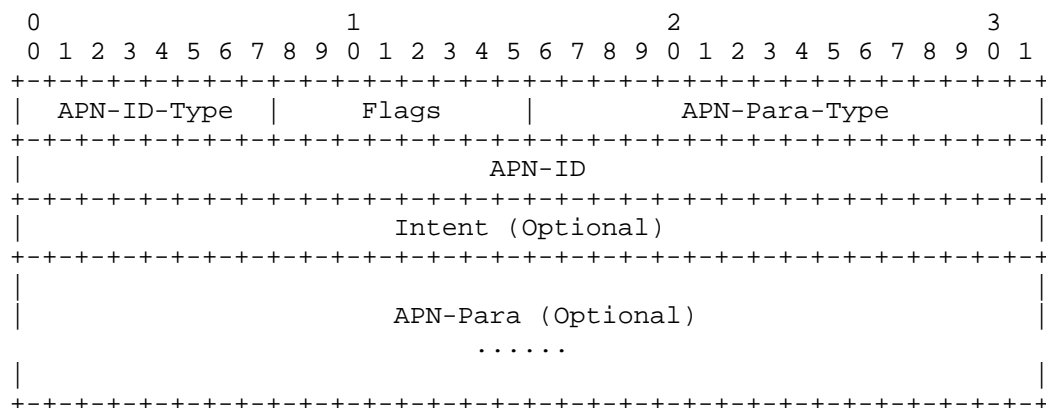 0                   1                   2                   3
 0 1 2 3 4 5 6 7 8 9 0 1 2 3 4 5 6 7 8 9 0 1 2 3 4 5 6 7 8 9 0 1
+-+-+-+-+-+-+-+-+-+-+-+-+-+-+-+-+-+-+-+-+-+-+-+-+-+-+-+-+-+-+-+-+
|  APN-ID-Type  |     Flags     |         APN-Para-Type         |
+-+-+-+-+-+-+-+-+-+-+-+-+-+-+-+-+-+-+-+-+-+-+-+-+-+-+-+-+-+-+-+-+
|                             APN-ID                            |
+-+-+-+-+-+-+-+-+-+-+-+-+-+-+-+-+-+-+-+-+-+-+-+-+-+-+-+-+-+-+-+-+
|                       Intent (Optional)                       |
+-+-+-+-+-+-+-+-+-+-+-+-+-+-+-+-+-+-+-+-+-+-+-+-+-+-+-+-+-+-+-+-+
|                                                               |
|                       APN-Para (Optional)                     |
                             ......
|                                                               |
+-+-+-+-+-+-+-+-+-+-+-+-+-+-+-+-+-+-+-+-+-+-+-+-+-+-+-+-+-+-+-+-+